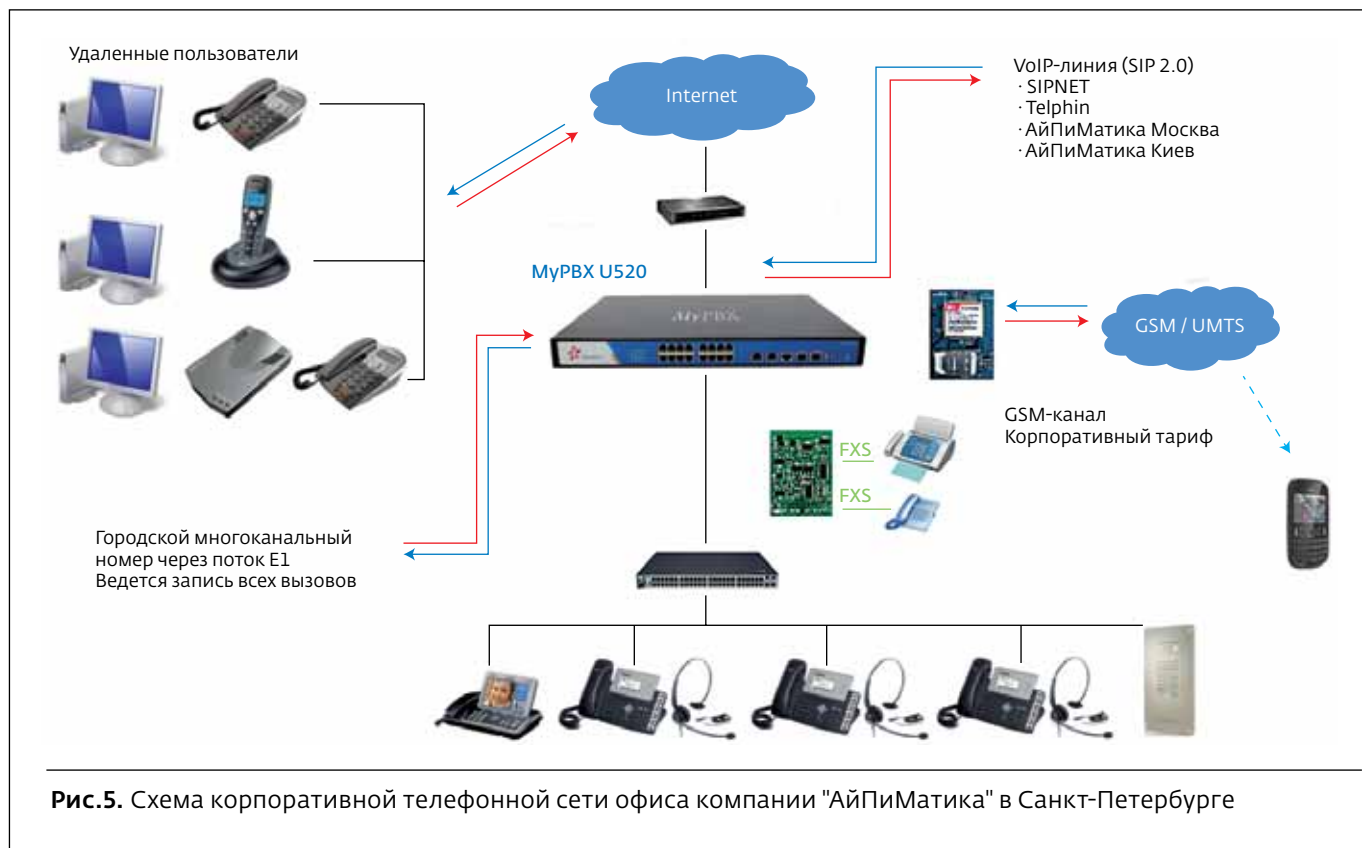 Удаленные пользователи
Internet
VoIP-линия (SIP 2.0)
· SIPNET
· Telphin
· АйПиМатика Москва
· АйПиМатика Киев
MyPBX U520
MyPBX
GSM / UMTS
GSM-канал
Корпоративный тариф
FXS
FXS
Городской многоканальный
номер через поток E1
Ведется запись всех вызовов
Рис.5. Схема корпоративной телефонной сети офиса компании "АйПиМатика" в Санкт-Петербурге